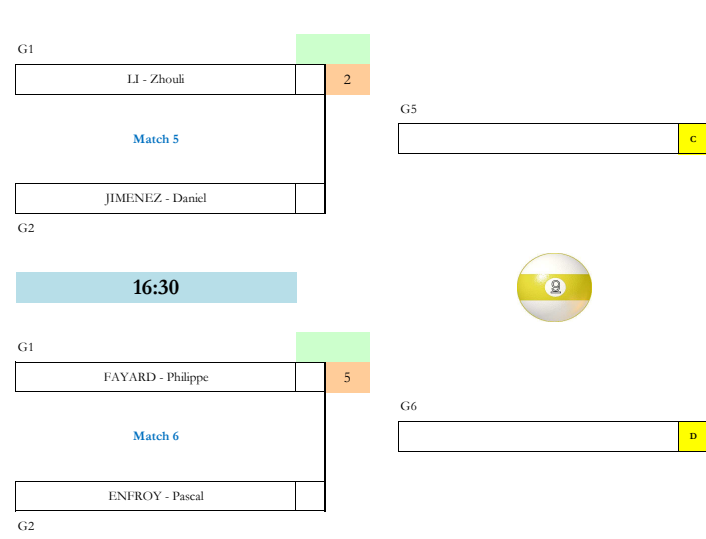 G1
LI - Zhouli
2
G5
Match 5
C
JIMENEZ - Daniel
G2
16:30
G1
FAYARD - Philippe
5
G6
Match 6
D
ENFROY - Pascal
G2